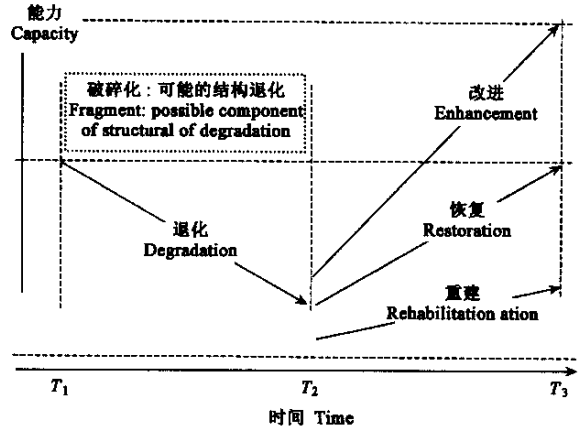 能力
Capacity
破碎化：可能的结构退化
Fragment: possible component
of structural of degradation
改进
Enhancement
退化
Degradation
恢复
Restoration
重建
Rehabilitation ation
T1
T2
T3
时间 Time